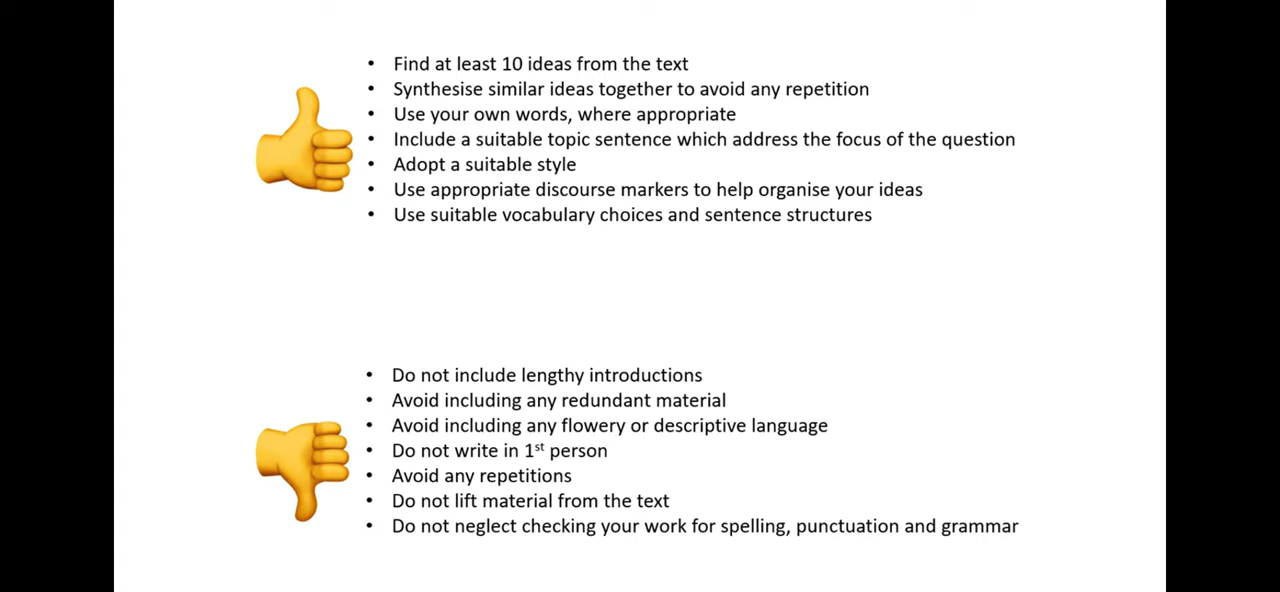 • Find at least 10 ideas from the text
• Synthesise similar ideas together to avoid any repetition
• Use your own words, where appropriate
• Include a suitable topic sentence which address the focus of the question
• Adopt a suitable style
• Use appropriate discourse markers to help organise your ideas
• Use suitable vocabulary choices and sentence structures
• Do not include lengthy introductions
• Avoid including any redundant material
• Avoid including any flowery or descriptive language
• Do not write in 1st person
• Avoid any repetitions
• Do not lift material from the text
• Do not neglect checking your work for spelling, punctuation and grammar